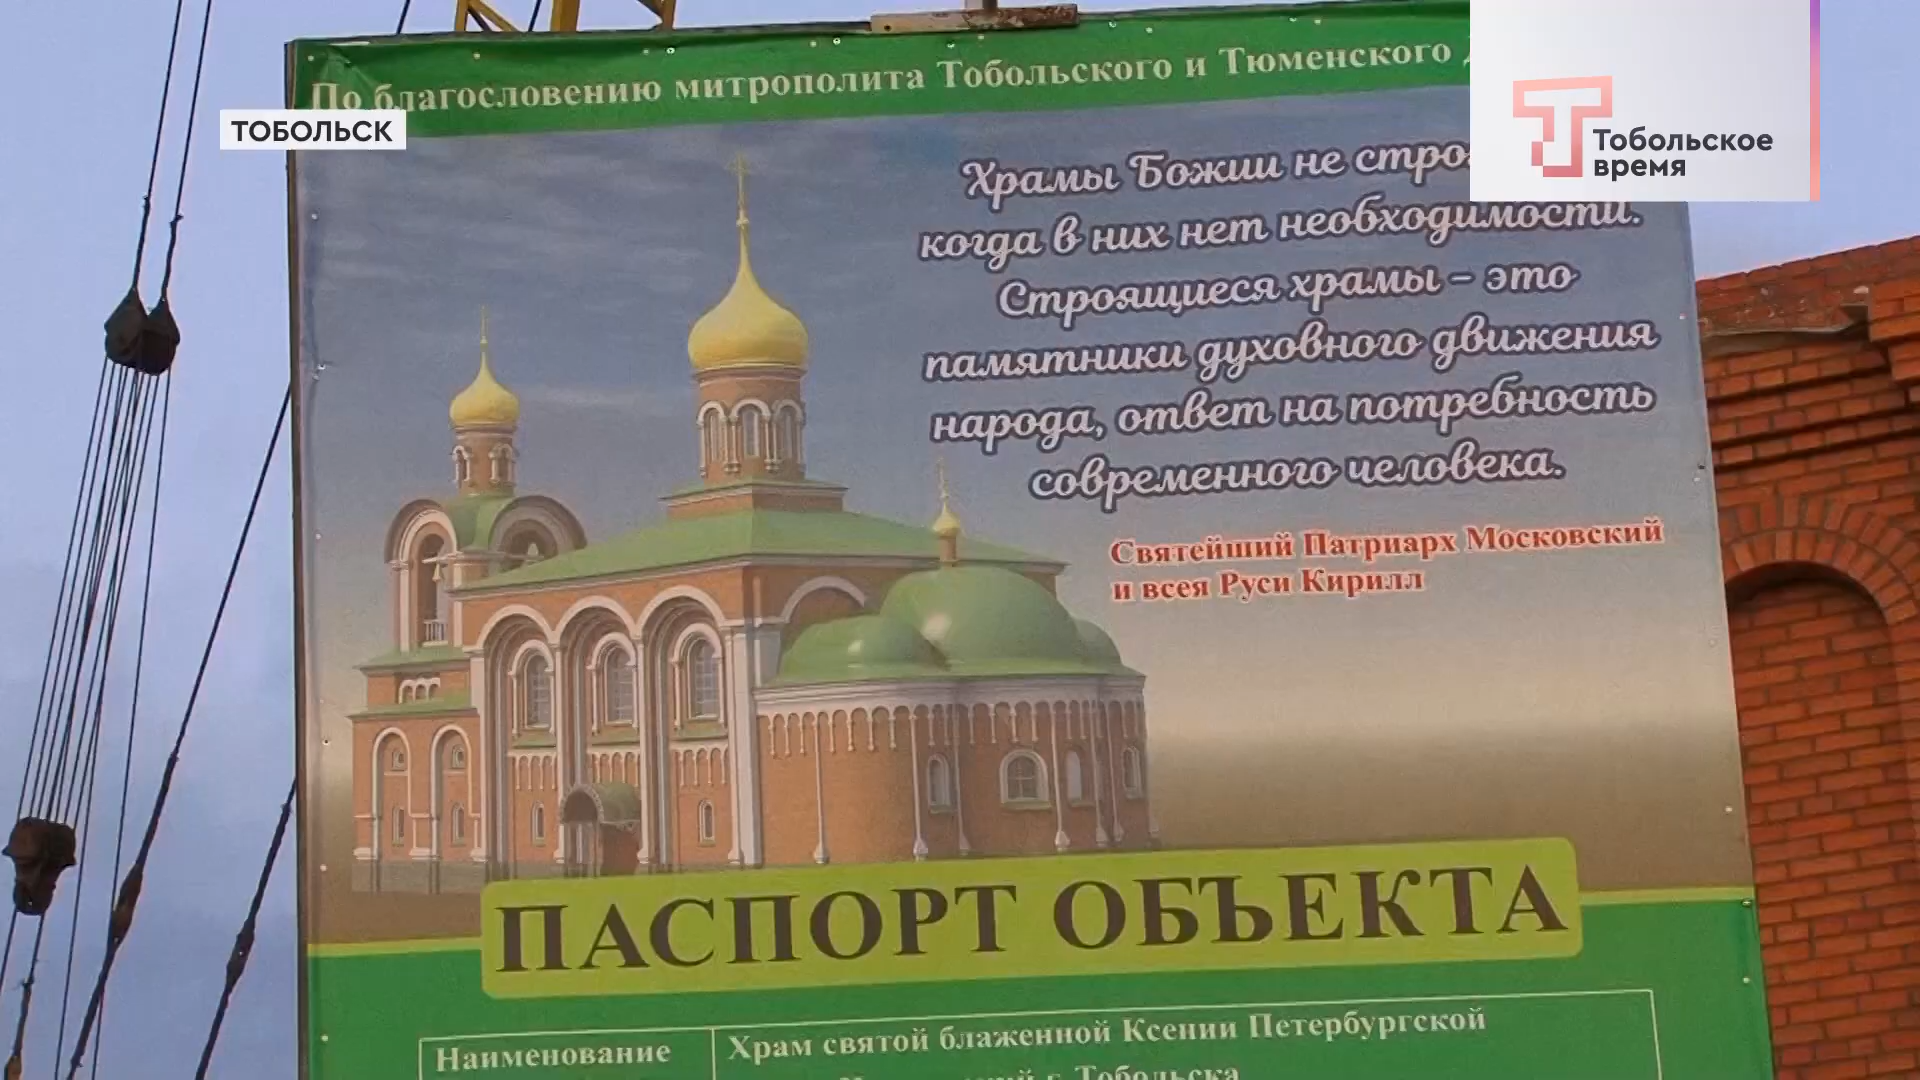 По благословению митрополита Тобольского и Тюменского
ТОБОЛЬСК
Тобольское
время
Храмы Божии не
когда в них нет необходимости.
Строящиеся храмы – это
памятники духовного движения
народа, ответ на потребность
современного человека.
Святейший Патриарх Московский
и всея Руси Кирилл
ПАСПОРТ ОБЪЕКТА
Наименование
Храм святой блаженной Ксении Петербургской
г. Тобольска